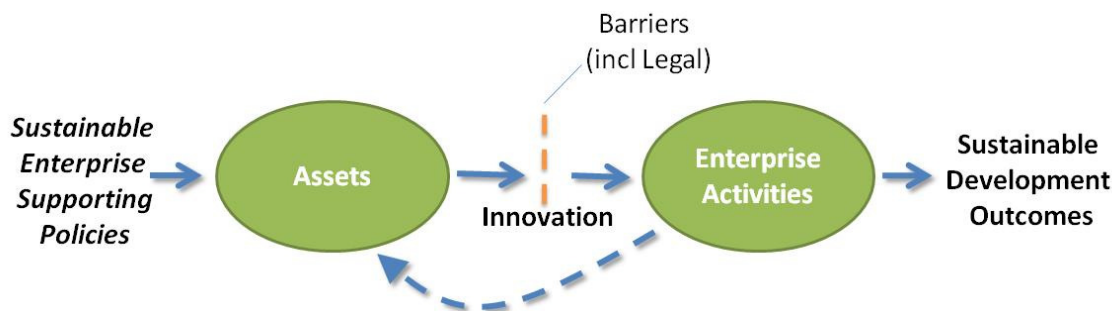 Barriers
(incl Legal)
Sustainable
Enterprise
Supporting
Policies
Assets
Innovation
Enterprise
Activities
Sustainable
Development
Outcomes